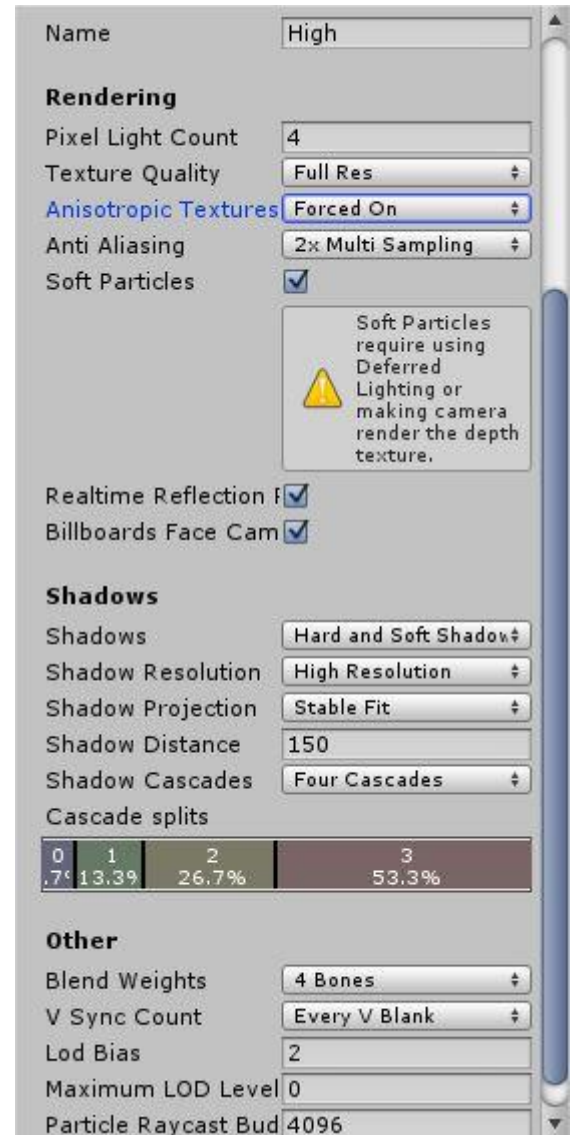 Name High
Rendering
Pixel Light Count 4
Texture Quality Full Res
Anisotropic Textures Forced On
Anti Aliasing 2x Multi Sampling
Soft Particles
Soft Particles
require using
Deferred
Lighting or
making camera
render the depth
texture.
Realtime Reflection
Billboards Face Cam
Shadows
Shadows Hard and Soft Shadow
Shadow Resolution High Resolution
Shadow Projection Stable Fit
Shadow Distance 150
Shadow Cascades Four Cascades
Cascade splits
0 1 2 3
.7 13.3% 26.7% 53.3%
Other
Blend Weights 4 Bones
V Sync Count Every V Blank
Lod Bias 2
Maximum LOD Level 0
Particle Raycast Bud 4096